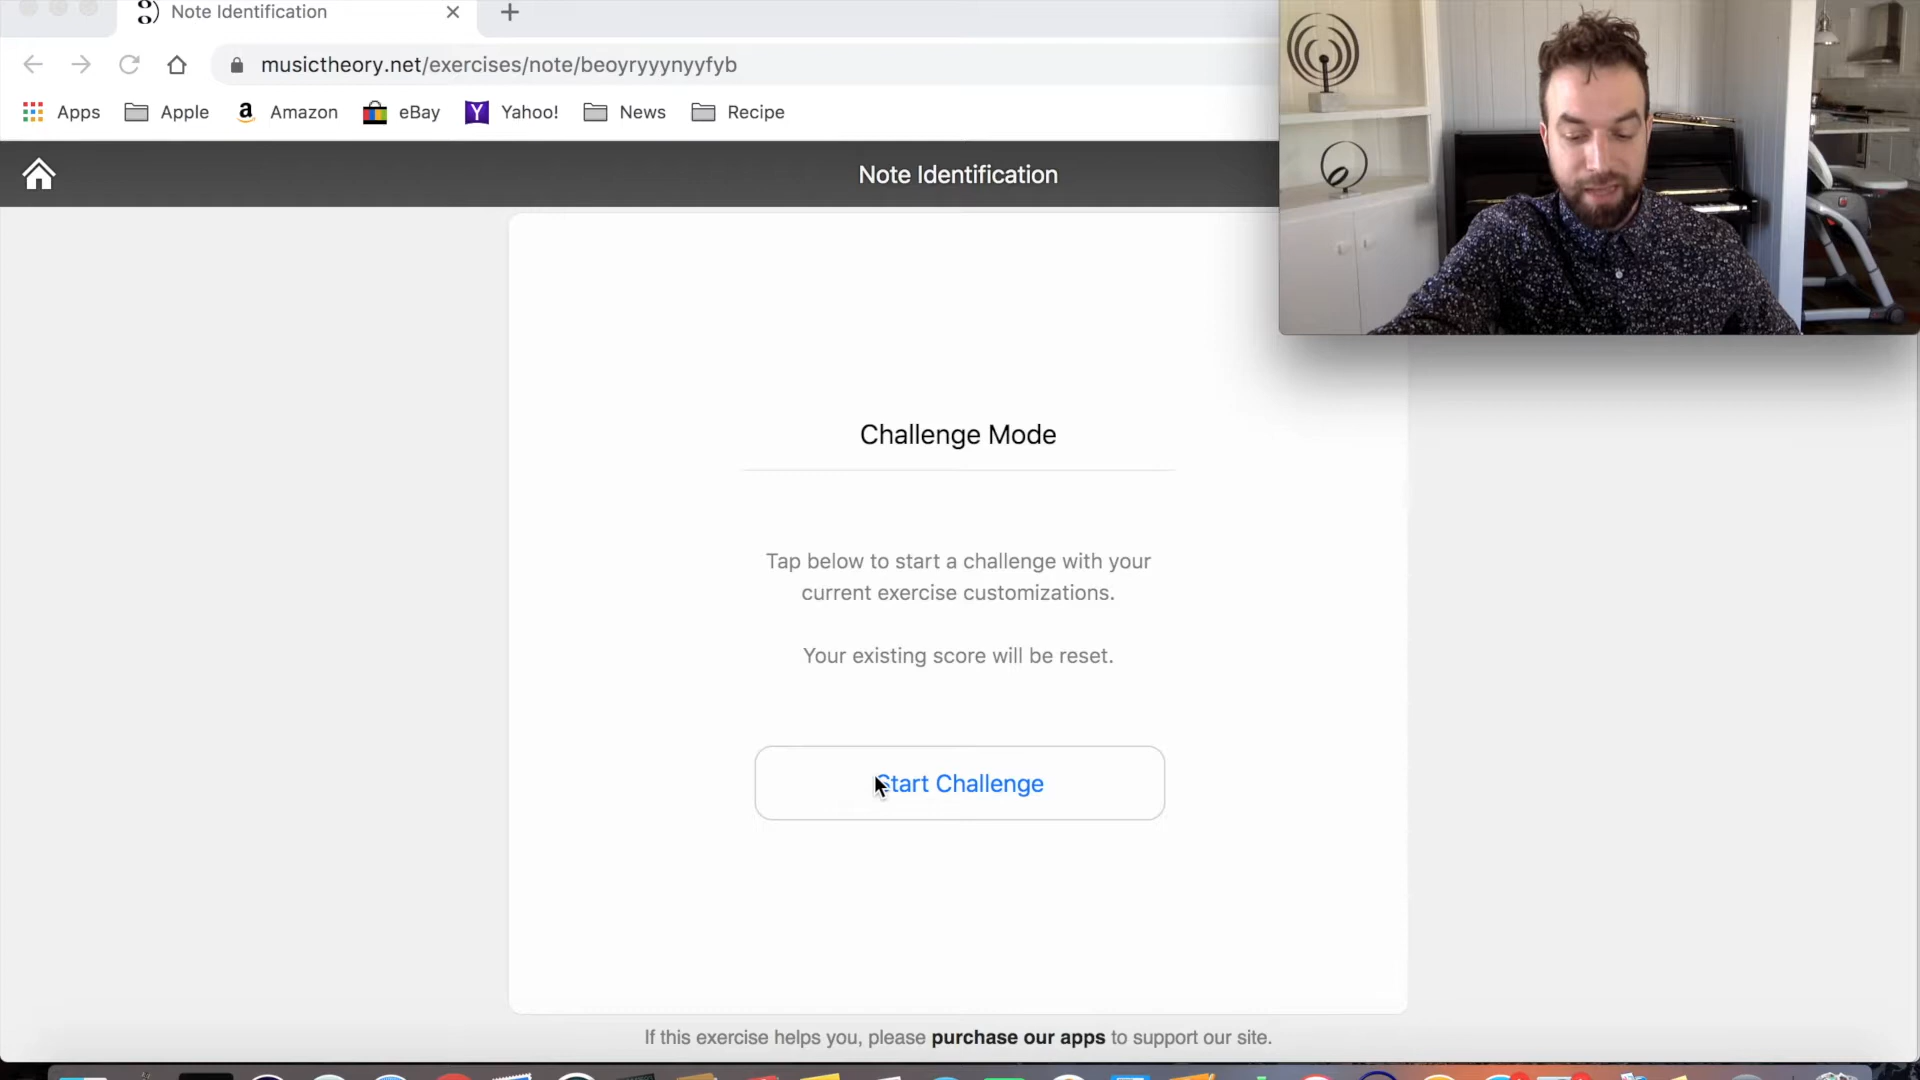 Note Identification
musictheory.net/exercises/note/beoyryyynyyfyb
Apps Apple Amazon eBay Yahoo! News Recipe
Note Identification
Challenge Mode
Tap below to start a challenge with your
current exercise customizations.
Your existing score will be reset.
Start Challenge
If this exercise helps you, please purchase our apps to support our site.